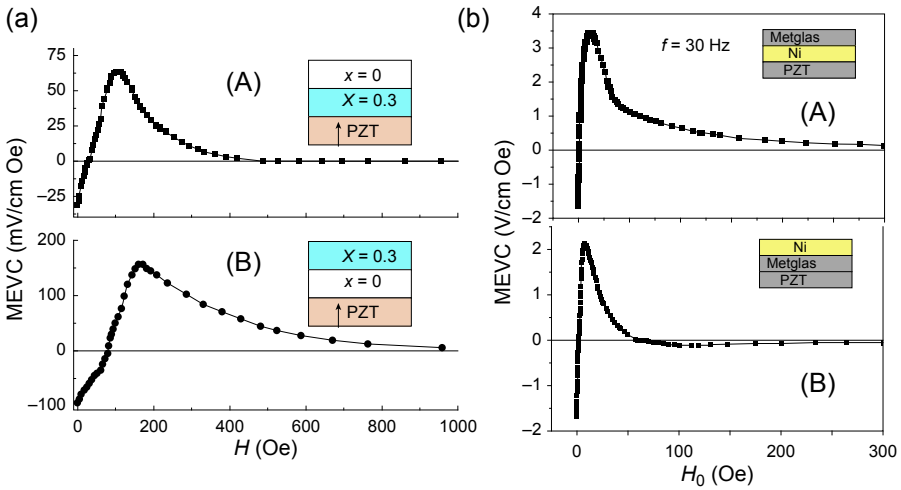 (a)
MEVC (mV/cm Oe)
75
50
25
0
–25
(A)
x = 0
X = 0.3
PZT
200
100
0
–100
(B)
X = 0.3
x = 0
PZT
0 200 400 600 800 1000
H (Oe)
(b)
MEVC (V/cm Oe)
4
3
2
1
0
–1
–2
f = 30 Hz
Metglas
Ni
PZT
(A)
2
1
0
–1
–2
Ni
Metglas
PZT
(B)
0 100 200 300
H0 (Oe)